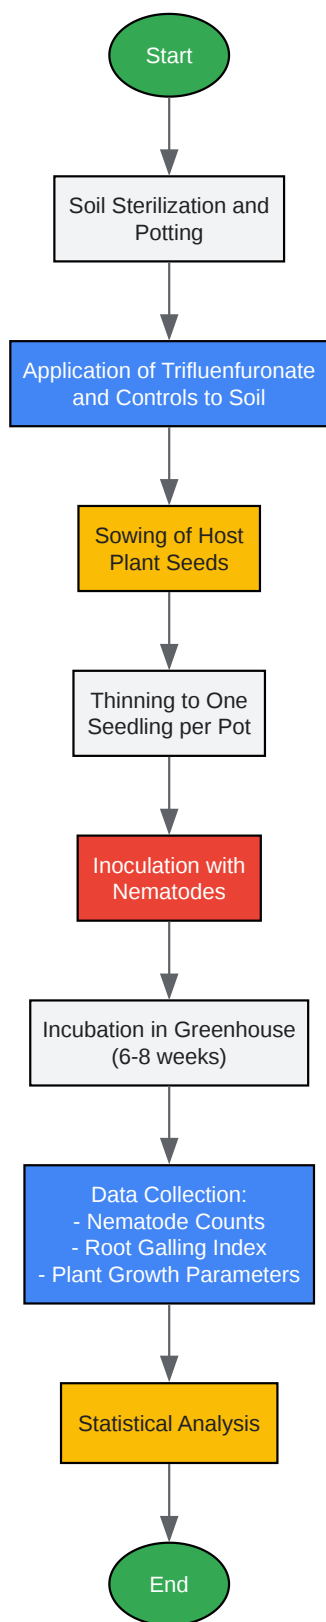 Start
Soil Sterilization and
Potting
Application of Trifluenfuronate
and Controls to Soil
Sowing of Host
Plant Seeds
Thinning to One
Seedling per Pot
Inoculation with
Nematodes
Incubation in Greenhouse
(6-8 weeks)
Data Collection:
- Nematode Counts
- Root Galling Index
- Plant Growth Parameters
Statistical Analysis
End